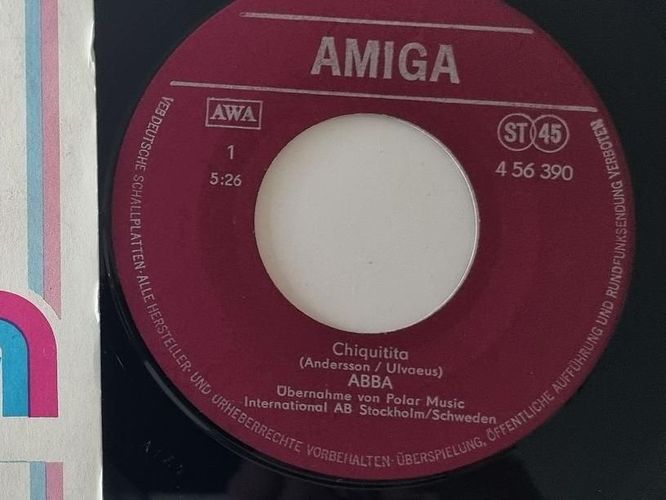 AMIGA
AWA
ST 45
1
4 56 390
5:26
Chiquitita
(Andersson / Ulvaeus)
ABBA
Übernahme von Polar Music
International AB Stockholm/Schweden
VEB DEUTSCHE SCHALLPLATTEN·ALLE HERSTELLER- UND URHEBERRECHTE VORBEHALTEN·ÜBERSPIELUNG, ÖFFENTLICHE AUFFÜHRUNG UND RUNDFUNKSENDUNG VERBOTEN